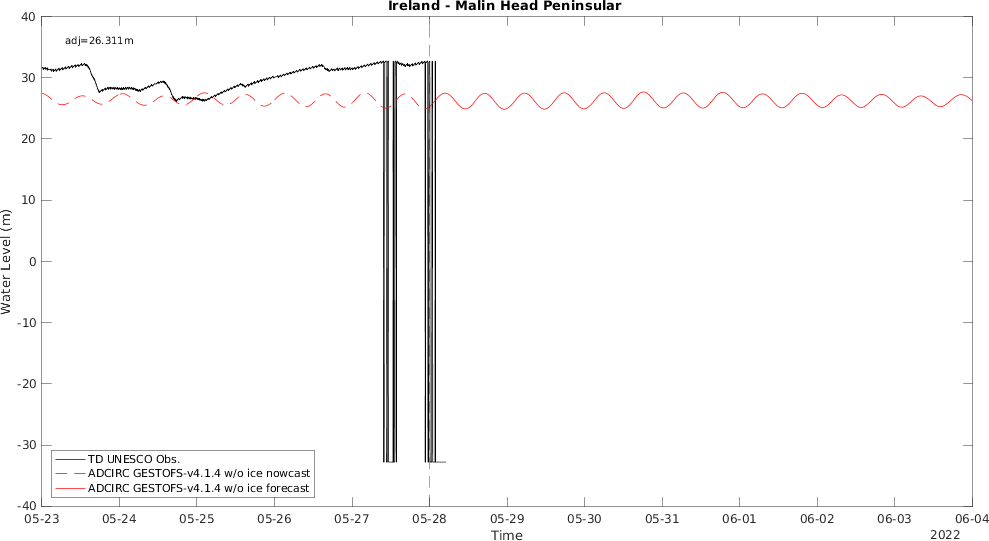 Ireland - Malin Head Peninsular
adj=26.311m
40
30
20
10
0
-10
-20
-30
-40
Water Level (m)
TD UNESCO Obs.
ADCIRC GESTOFS-v4.1.4 w/o ice nowcast
ADCIRC GESTOFS-v4.1.4 w/o ice forecast
05-23 05-24 05-25 05-26 05-27 05-28 05-29 05-30 05-31 06-01 06-02 06-03 06-04
Time
2022